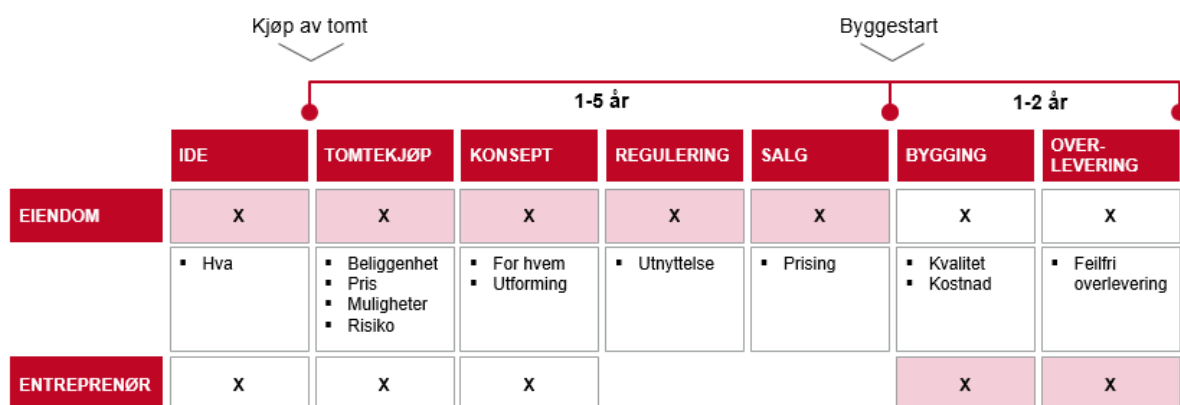 Kjøp av tomt
Byggestart
1-5 år
1-2 år
IDE
TOMTEKJØP
KONSEPT
REGULERING
SALG
BYGGING
OVER-
LEVERING
EIENDOM
X
X
X
X
X
X
X
▪ Hva
▪ Beliggenhet
▪ Pris
▪ Muligheter
▪ Risiko
▪ For hvem
▪ Utforming
▪ Utnyttelse
▪ Prising
▪ Kvalitet
▪ Kostnad
▪ Feilfri
overlevering
ENTREPRENØR
X
X
X
X
X